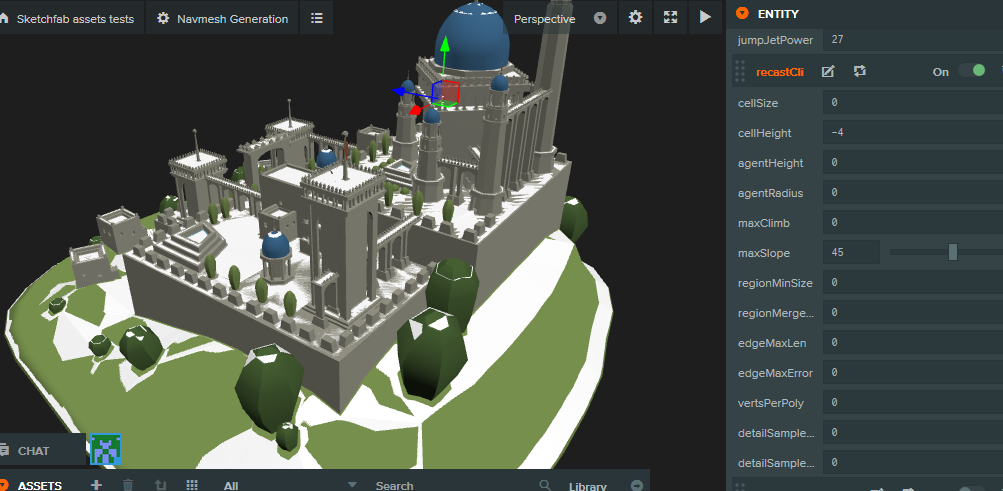 Sketchfab assets tests
Navmesh Generation
Perspective
ENTITY
jumpJetPower 27
recastCli On
cellSize 0
cellHeight -4
agentHeight 0
agentRadius 0
maxClimb 0
maxSlope 45
regionMinSize 0
regionMerge... 0
edgeMaxLen 0
edgeMaxError 0
vertsPerPoly 0
detailSample... 0
detailSample... 0
CHAT
ASSETS All Search Library